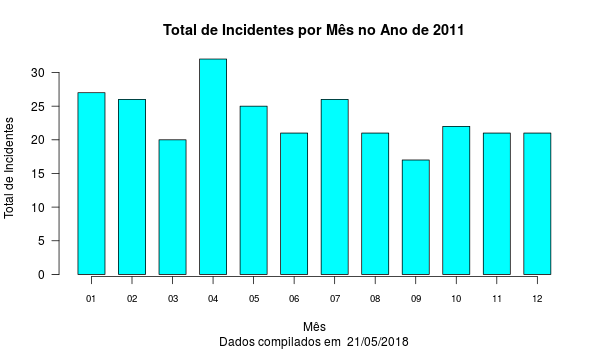 Total de Incidentes por Mês no Ano de 2011
Total de Incidentes
30
25
20
15
10
5
0
01 02 03 04 05 06 07 08 09 10 11 12
Mês
Dados compilados em 21/05/2018